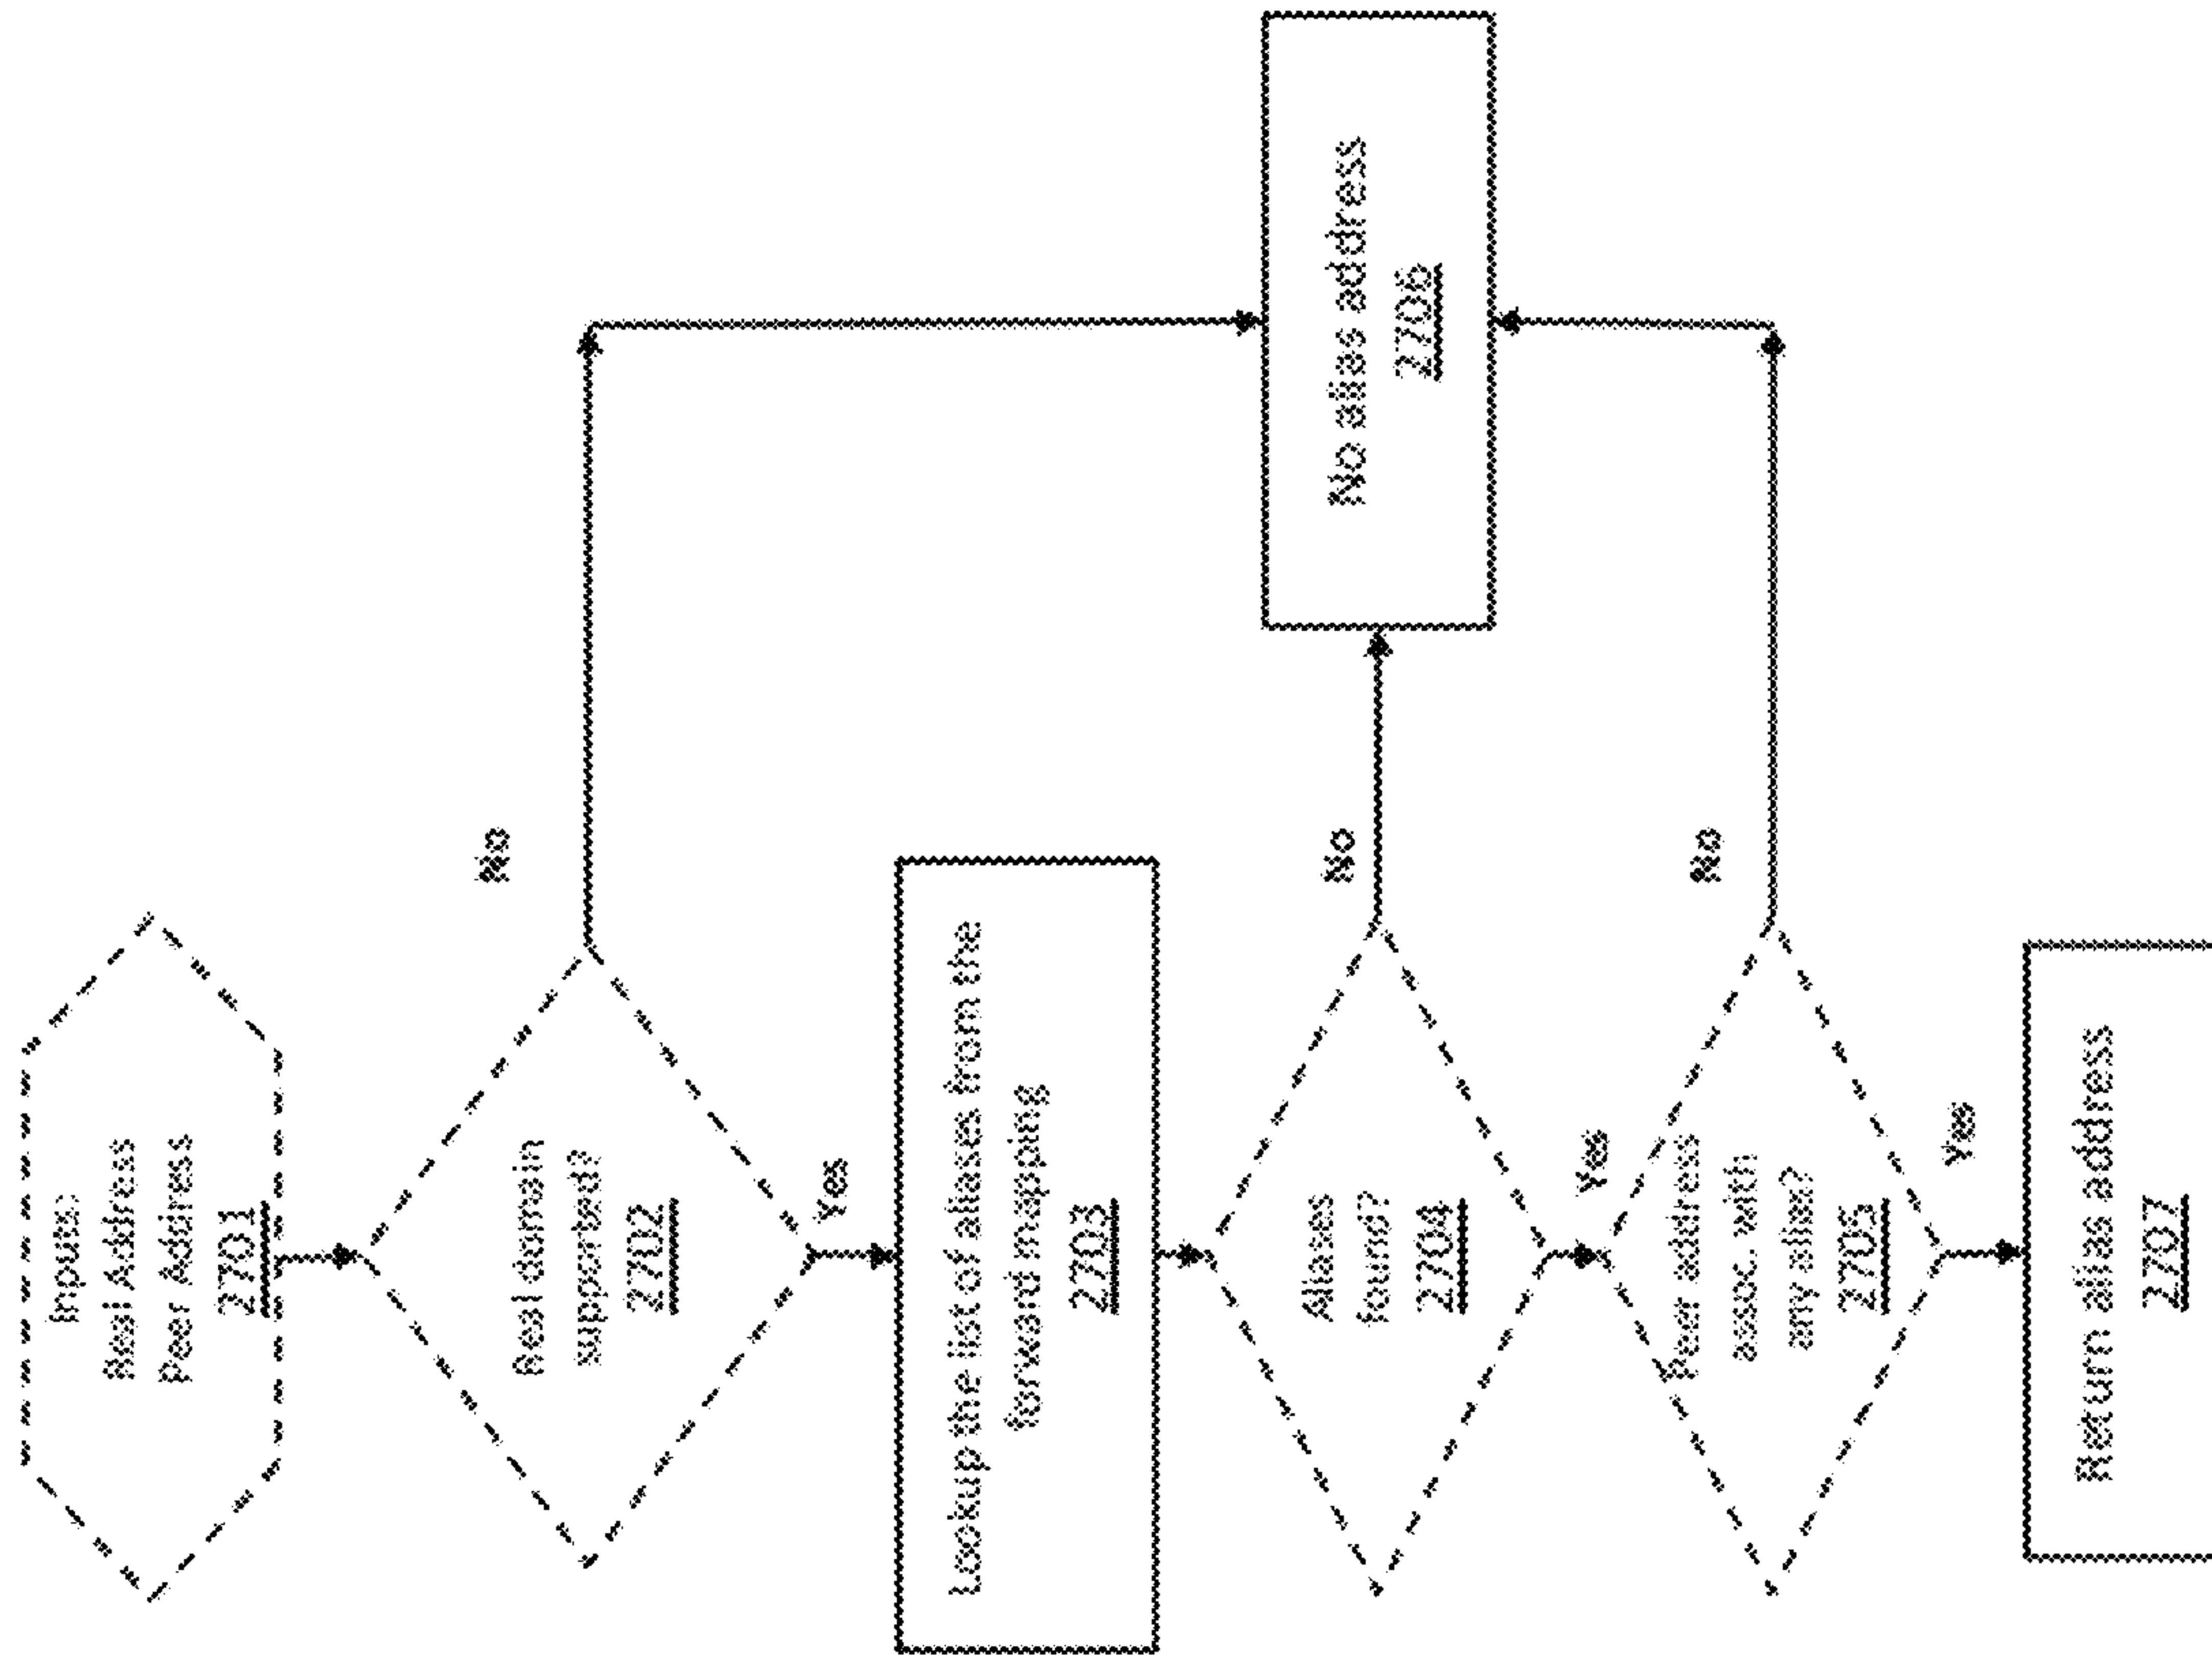 Inputs:
Real Address
Peer Address
2701
Real domain
supported?
2702
No
Yes
Lookup the list of aliases from the
forward mapping
2703
Aliases
found?
2704
No
Yes
Peer address
assoc. with
any alias?
2705
No
Yes
No alias address
2706
Return alias address
2707